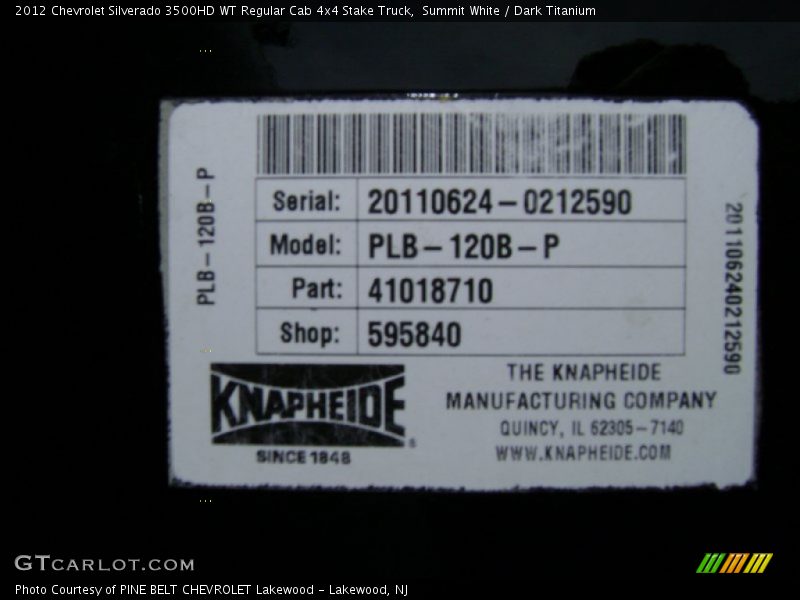 2012 Chevrolet Silverado 3500HD WT Regular Cab 4x4 Stake Truck,  Summit White / Dark Titanium
PLB-120B-P
Serial: 20110624-0212590
Model: PLB-120B-P
Part: 41018710
Shop: 595840
201106240212590
KNAPHEIDE®
SINCE 1848
THE KNAPHEIDE
MANUFACTURING COMPANY
QUINCY, IL 62305-7140
WWW.KNAPHEIDE.COM
GTCARLOT.COM
Photo Courtesy of PINE BELT CHEVROLET Lakewood - Lakewood, NJ